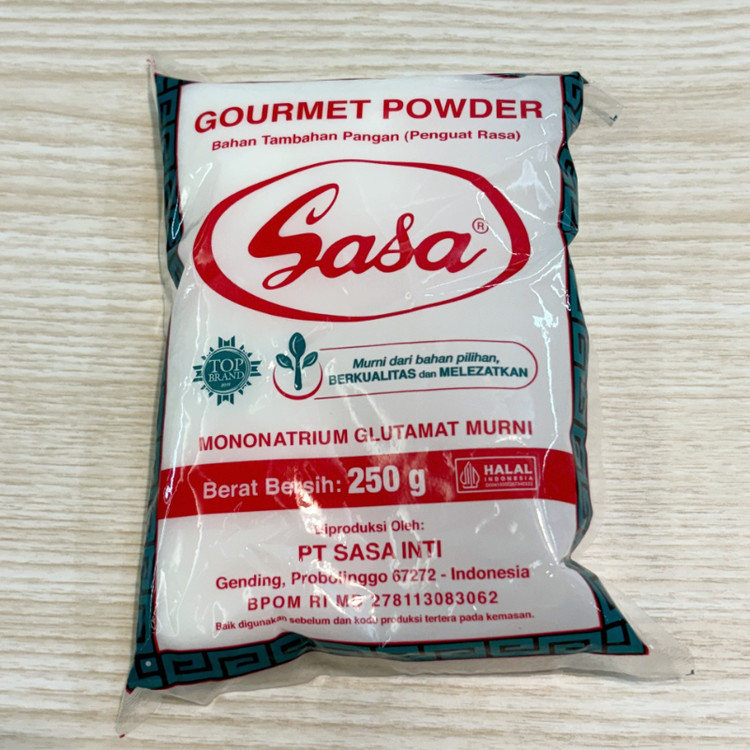 GOURMET POWDER
Bahan Tambahan Pangan (Penguat Rasa)
Sasa®
TOP
BRAND
Murni dari bahan pilihan,
BERKUALITAS dan MELEZATKAN
MONONATRIUM GLUTAMAT MURNI
Berat Bersih: 250 g
HALAL
INDONESIA
Diproduksi Oleh:
PT SASA INTI
Gending, Probolinggo 67272 - Indonesia
BPOM RI MD 278113083062
Baik digunakan sebelum dan kode produksi tertera pada kemasan.